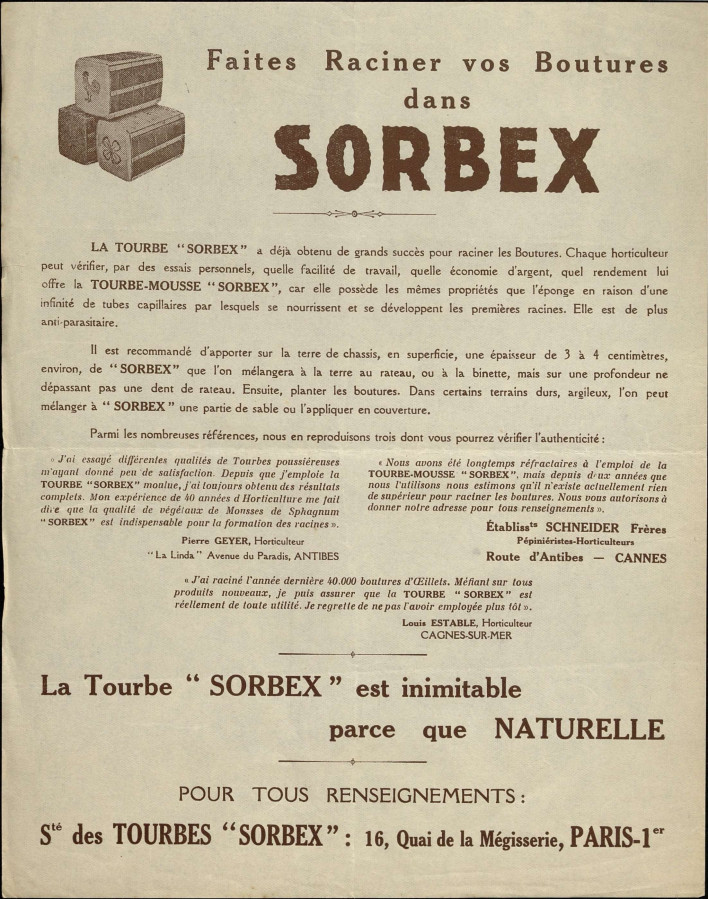 Faites Raciner vos Boutures
dans
SORBEX
LA TOURBE “SORBEX” a déjà obtenu de grands succès pour raciner les Boutures. Chaque horticulteur
peut vérifier, par des essais personnels, quelle facilité de travail, quelle économie d'argent, quel rendement lui
offre la TOURBE-MOUSSE “SORBEX”, car elle possède les mêmes propriétés que l'éponge en raison d'une
infinité de tubes capillaires par lesquels se nourrissent et se développent les premières racines. Elle est de plus
anti-parasitaire.
Il est recommandé d'apporter sur la terre de chassis, en superficie, une épaisseur de 3 à 4 centimètres,
environ, de “SORBEX” que l'on mélangera à la terre au rateau, ou à la binette, mais sur une profondeur ne
dépassant pas une dent de rateau. Ensuite, planter les boutures. Dans certains terrains durs, argileux, l'on peut
mélanger à “SORBEX” une partie de sable ou l'appliquer en couverture.
Parmi les nombreuses références, nous en reproduisons trois dont vous pourrez vérifier l'authenticité :
« J'ai essayé différentes qualités de Tourbes poussiéreuses
m'ayant donné peu de satisfaction. Depuis que j'emploie la
TOURBE “SORBEX” moulue, j'ai toujours obtenu des résultats
complets. Mon expérience de 40 années d'Horticulture me fait
dire que la qualité de végétaux de Mousses de Sphagnum
“SORBEX” est indispensable pour la formation des racines ».
Pierre GEYER, Horticulteur
“La Linda” Avenue du Paradis, ANTIBES
« Nous avons été longtemps réfractaires à l'emploi de la
TOURBE-MOUSSE “SORBEX”, mais depuis deux années que
nous l'utilisons nous estimons qu'il n'existe actuellement rien
de supérieur pour raciner les boutures. Nous vous autorisons à
donner notre adresse pour tous renseignements ».
Établissts SCHNEIDER Frères
Pépiniéristes-Horticulteurs
Route d'Antibes — CANNES
« J'ai raciné l'année dernière 40.000 boutures d'Œillets. Méfiant sur tous
produits nouveaux, je puis assurer que la TOURBE “SORBEX” est
réellement de toute utilité. Je regrette de ne pas l'avoir employée plus tôt ».
Louis ESTABLE, Horticulteur
CAGNES-SUR-MER
La Tourbe “SORBEX” est inimitable
parce que NATURELLE
POUR TOUS RENSEIGNEMENTS :
Sté des TOURBES “SORBEX” : 16, Quai de la Mégisserie, PARIS-1er